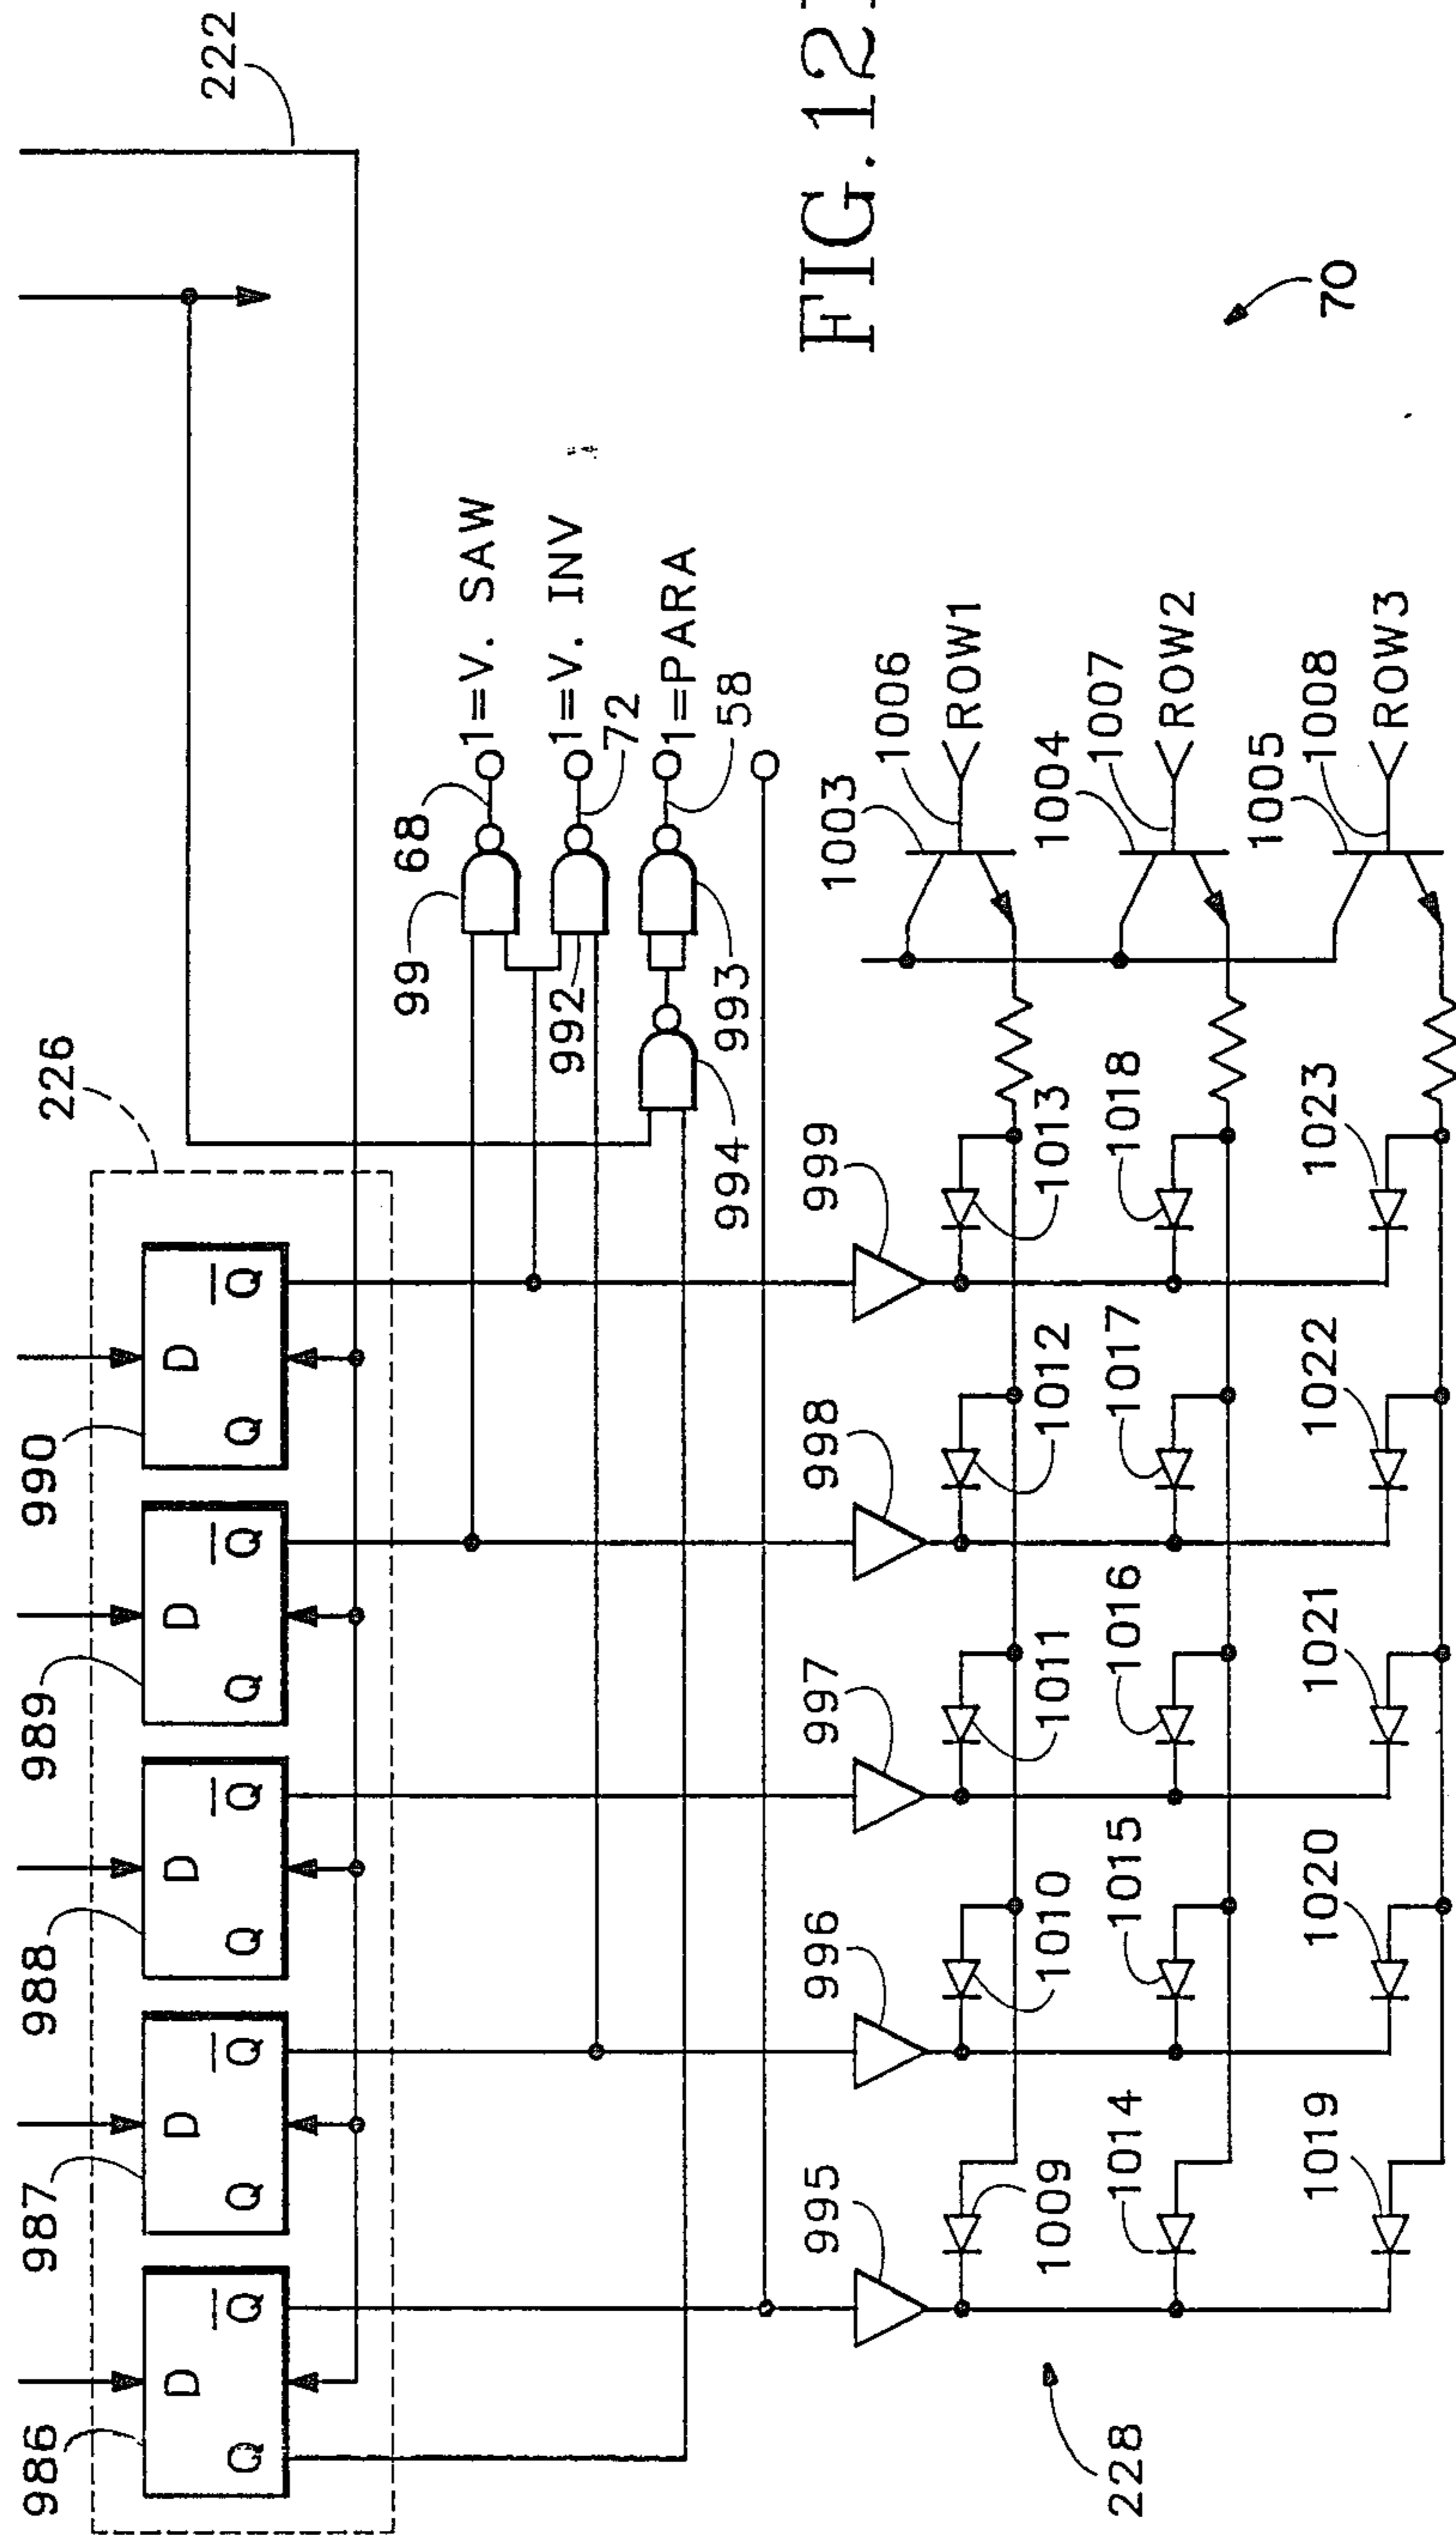 986 987 988 989 990 226
D D D D D
Q Q̅ Q Q̅ Q Q̅ Q Q̅ Q Q̅
222
99 68 1=V. SAW
992 1=V. INV
72
1=PARA
994 993 58
995 996 997 998 999 1003 1006
ROW1
1009 1010 1011 1012 1013
1004 1007
1014 1015 1016 1017 1018
ROW2
1005 1008
1019 1020 1021 1022 1023
ROW3
228
70
FIG.12